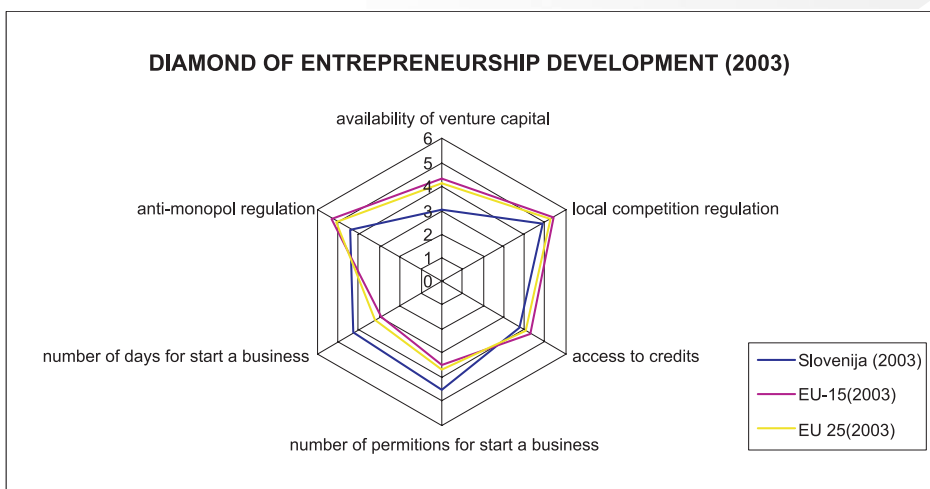 DIAMOND OF ENTREPRENEURSHIP DEVELOPMENT (2003)
availability of venture capital
6
5
4
3
2
1
0
anti-monopol regulation
local competition regulation
number of days for start a business
access to credits
number of permitions for start a business
Slovenija (2003)
EU-15(2003)
EU 25(2003)